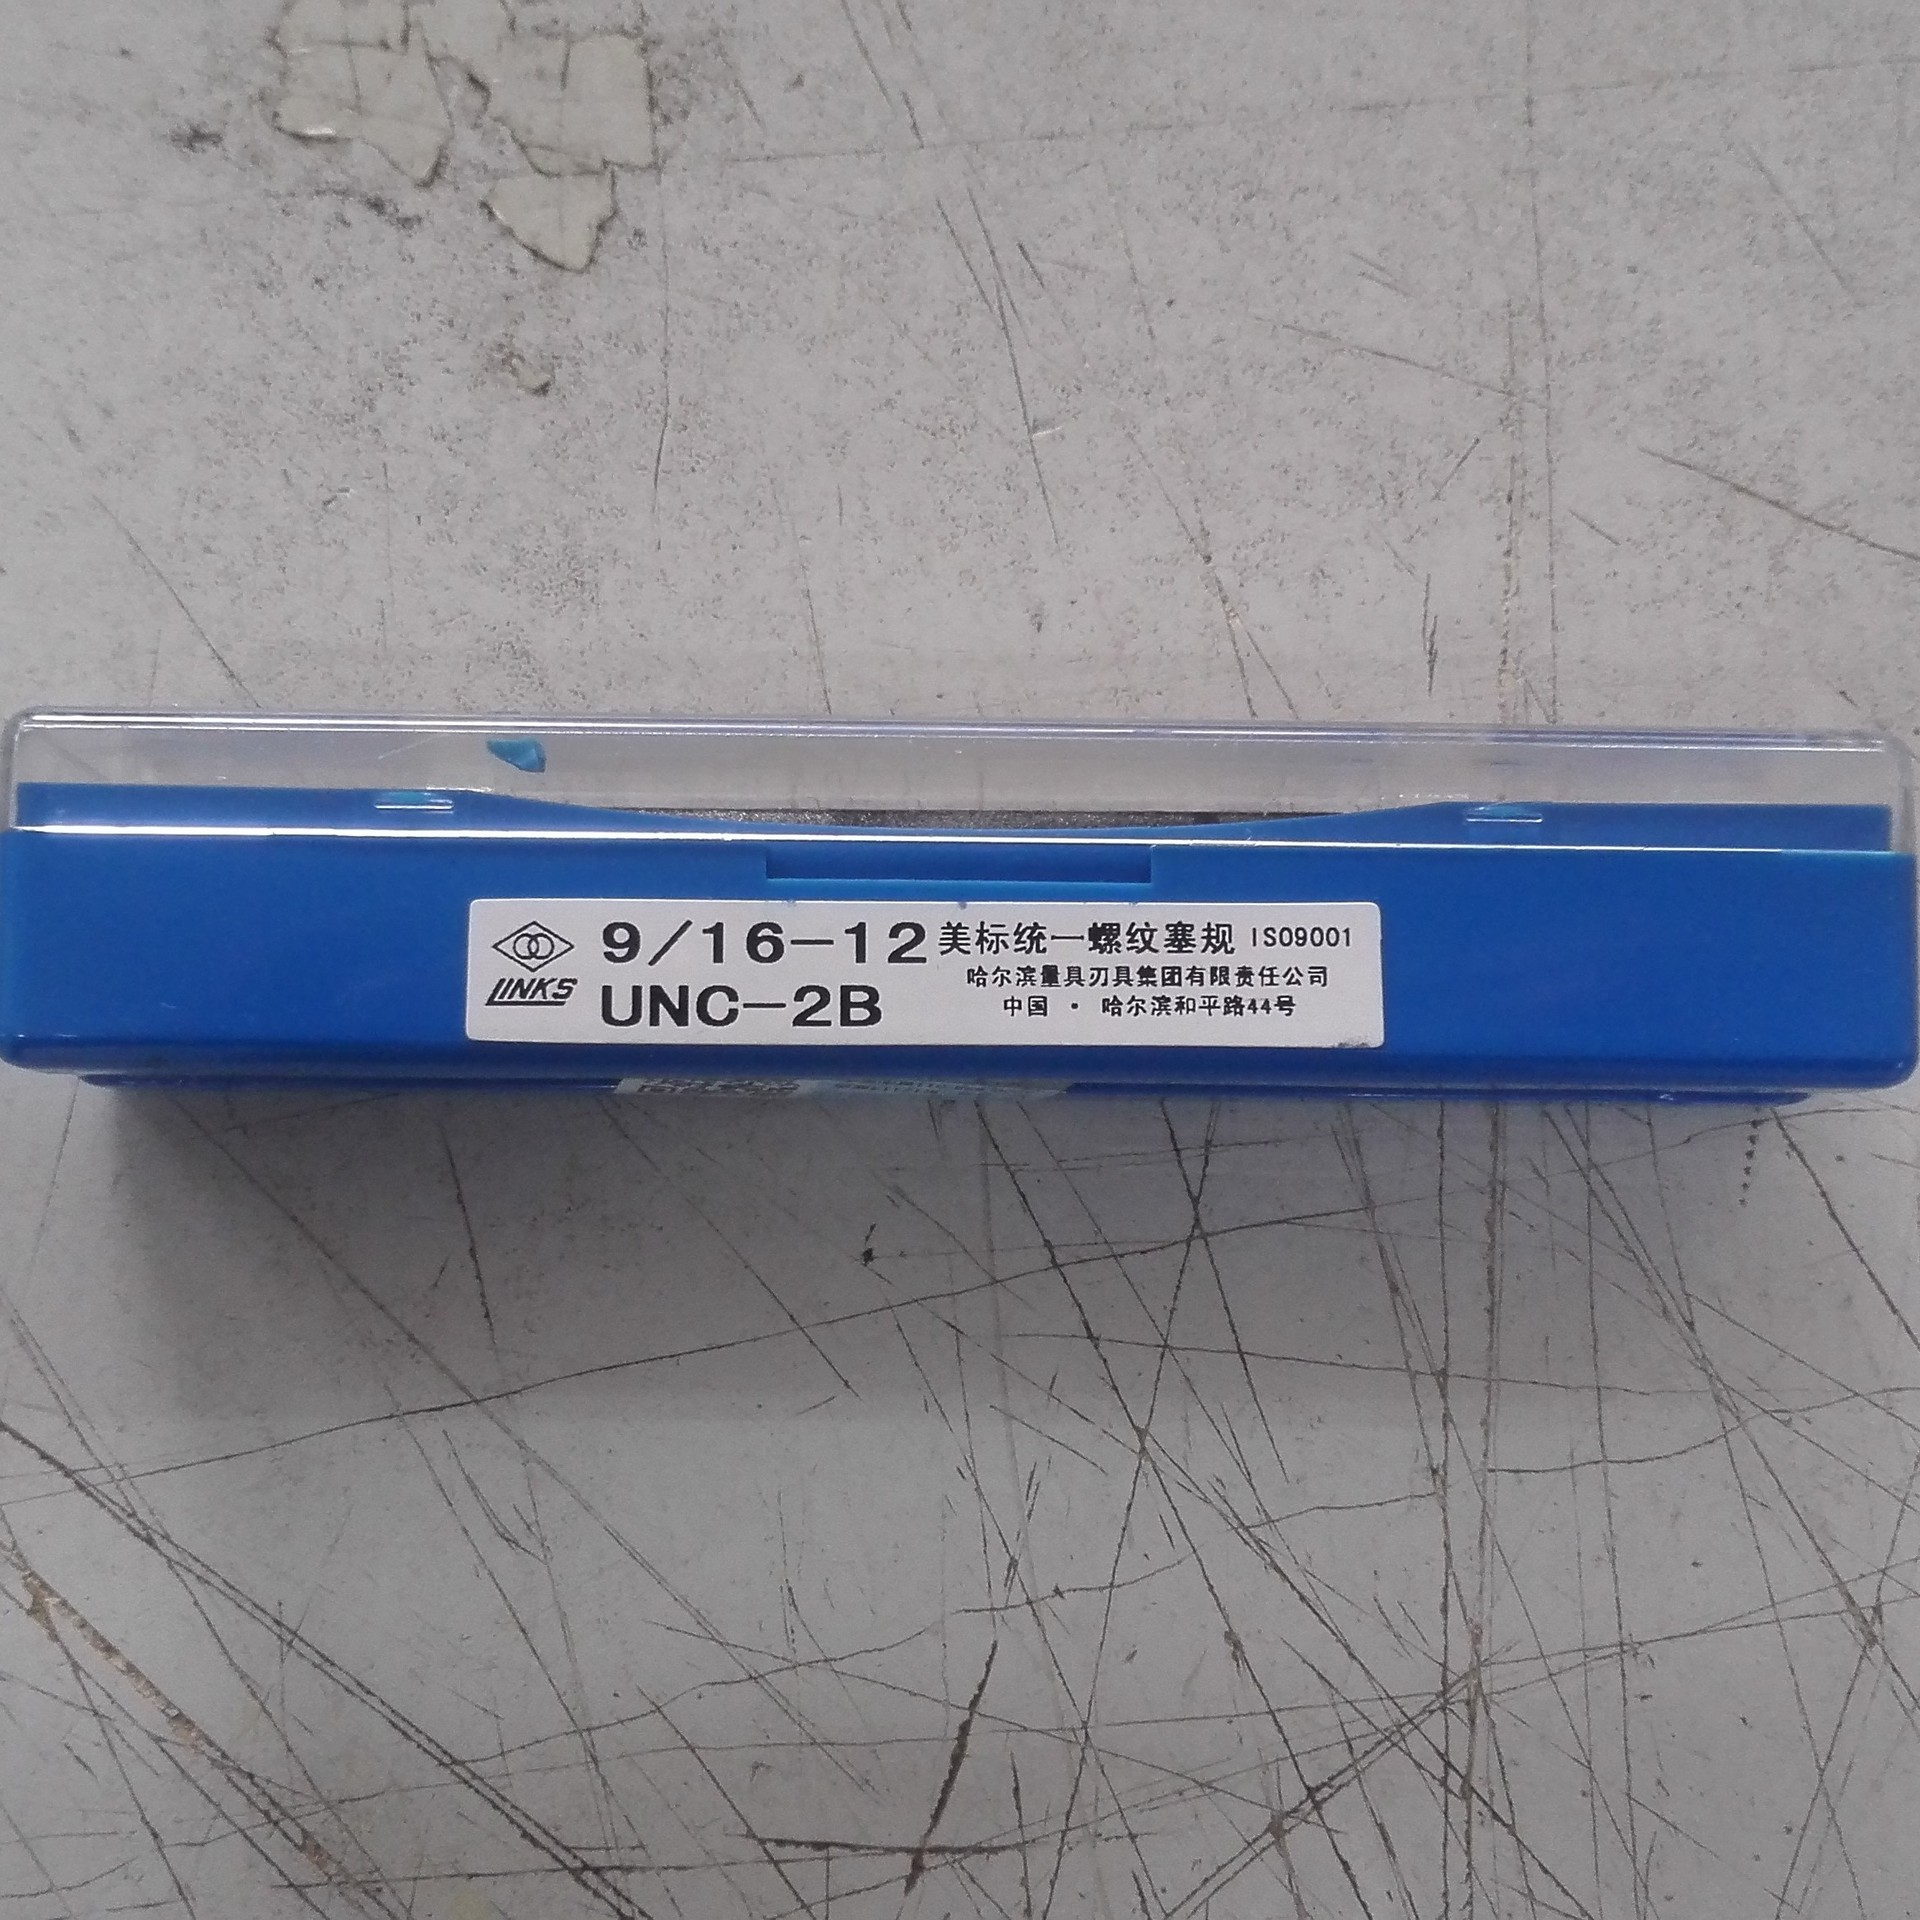 9/16-12 美标统一螺纹塞规 ISO9001
UNC-2B 哈尔滨量具刃具集团有限责任公司
中国 · 哈尔滨和平路44号
LINKS